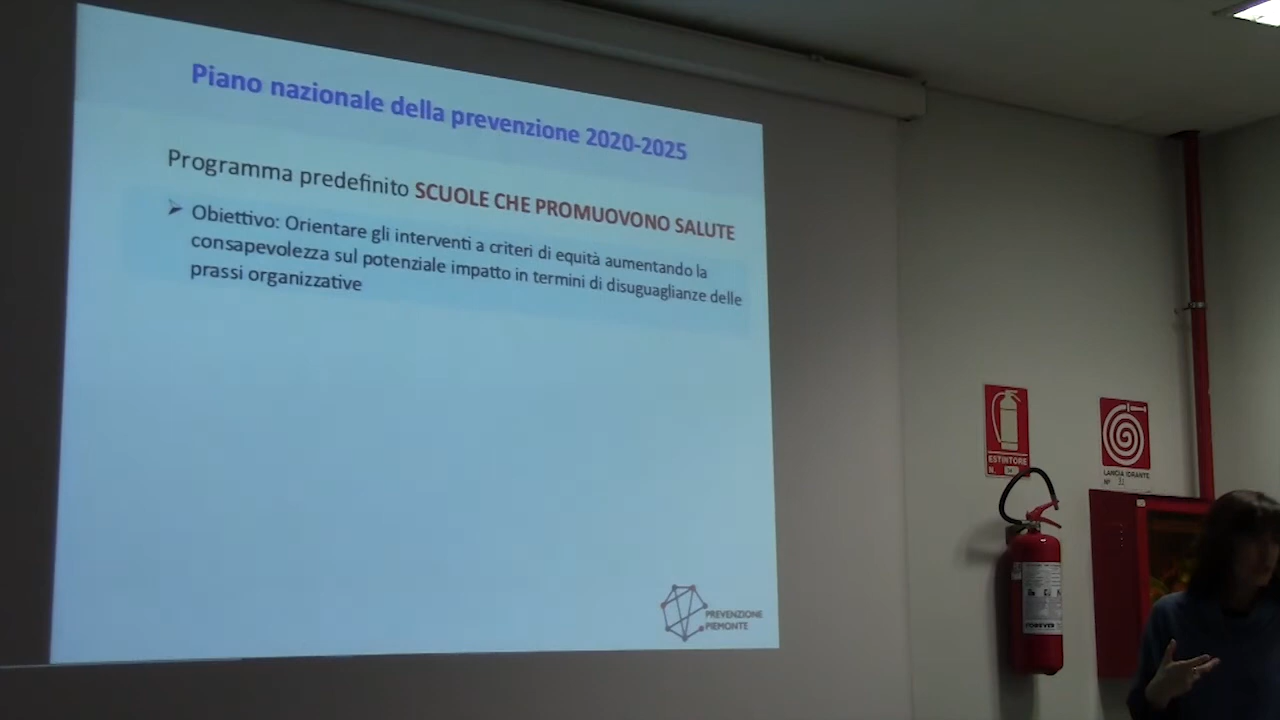 Piano nazionale della prevenzione 2020-2025
Programma predefinito SCUOLE CHE PROMUOVONO SALUTE
➢ Obiettivo: Orientare gli interventi a criteri di equità aumentando la
consapevolezza sul potenziale impatto in termini di disuguaglianze delle
prassi organizzative
PREVENZIONE
PIEMONTE
ESTINTORE
N.
LANCIA IDRANTE
N°